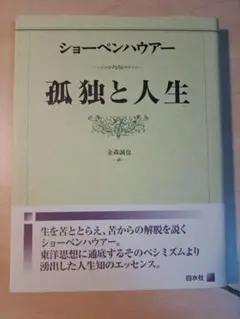 ショーペンハウアー
孤独と人生
金森誠也
訳
生を苦ととらえ、苦からの解脱を説く
ショーペンハウアー。
東洋思想に通底するそのペシミズムより
湧出した人生知のエッセンス。
白水社